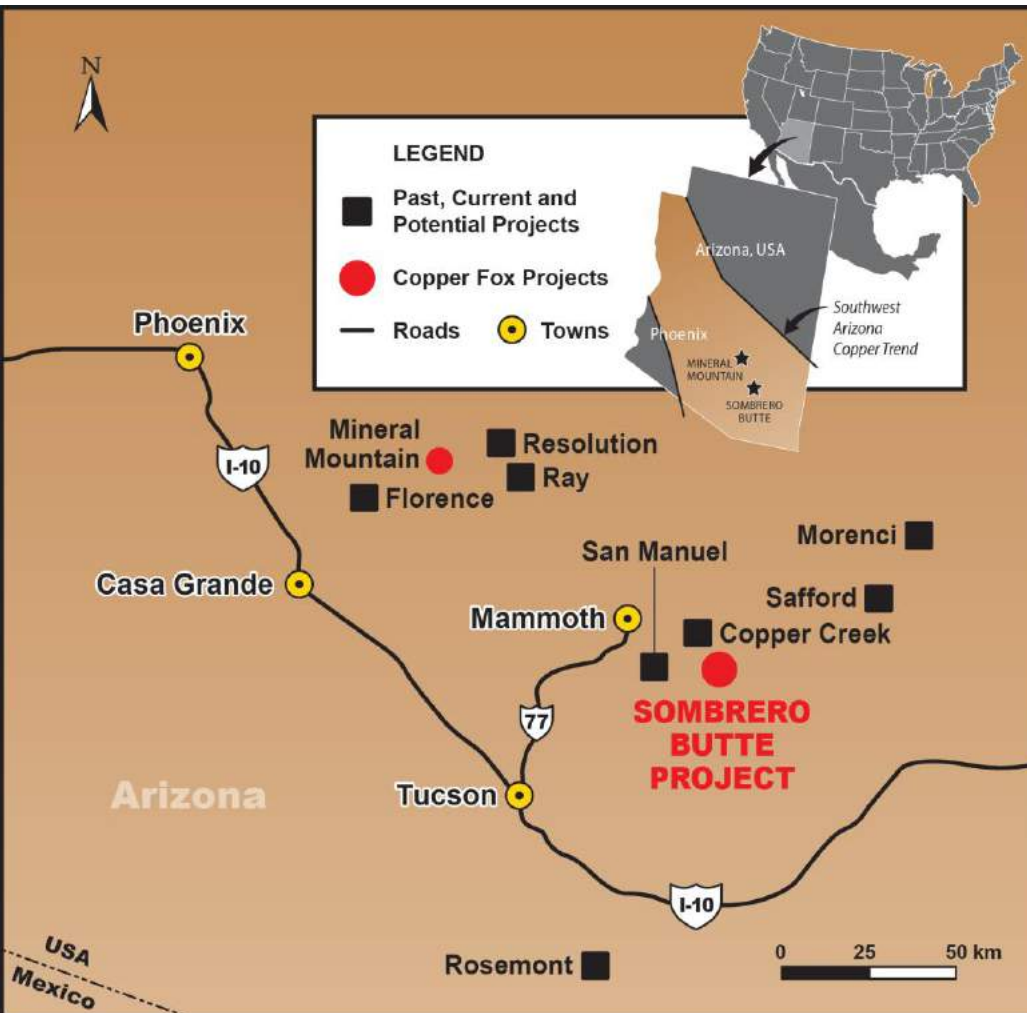 N
LEGEND
Past, Current and
Potential Projects
Copper Fox Projects
Roads
Towns
Arizona, USA
Phoenix
Southwest
Arizona
Copper Trend
MINERAL
MOUNTAIN
SOMBRERO
BUTTE
Phoenix
I-10
Mineral
Mountain
Resolution
Ray
Florence
Morenci
San Manuel
Casa Grande
Safford
Mammoth
Copper Creek
SOMBRERO
BUTTE
PROJECT
77
Arizona
Tucson
I-10
USA
Mexico
Rosemont
0 25 50 km